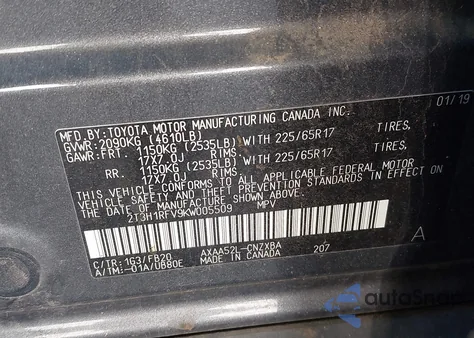 MFD.BY:TOYOTA MOTOR MANUFACTURING CANADA INC. 01/19
GVWR:2090KG (4610LB)
GAWR:FRT. 1150KG (2535LB) WITH 225/65R17 TIRES,
17X7.0J RIMS
RR. 1150KG (2535LB) WITH 225/65R17 TIRES,
17X7.0J RIMS
THIS VEHICLE CONFORMS TO ALL APPLICABLE FEDERAL MOTOR
VEHICLE SAFETY STANDARDS IN EFFECT ON THE
DATE OF MANUFACTURE SHOWN ABOVE.
2T3H1RFV9KW005509 MPV
A
C/TR:1G3/FB20 AXAA52L-CNZXBA 207
A/TM:-01A/UB80E MADE IN CANADA
autoSnap